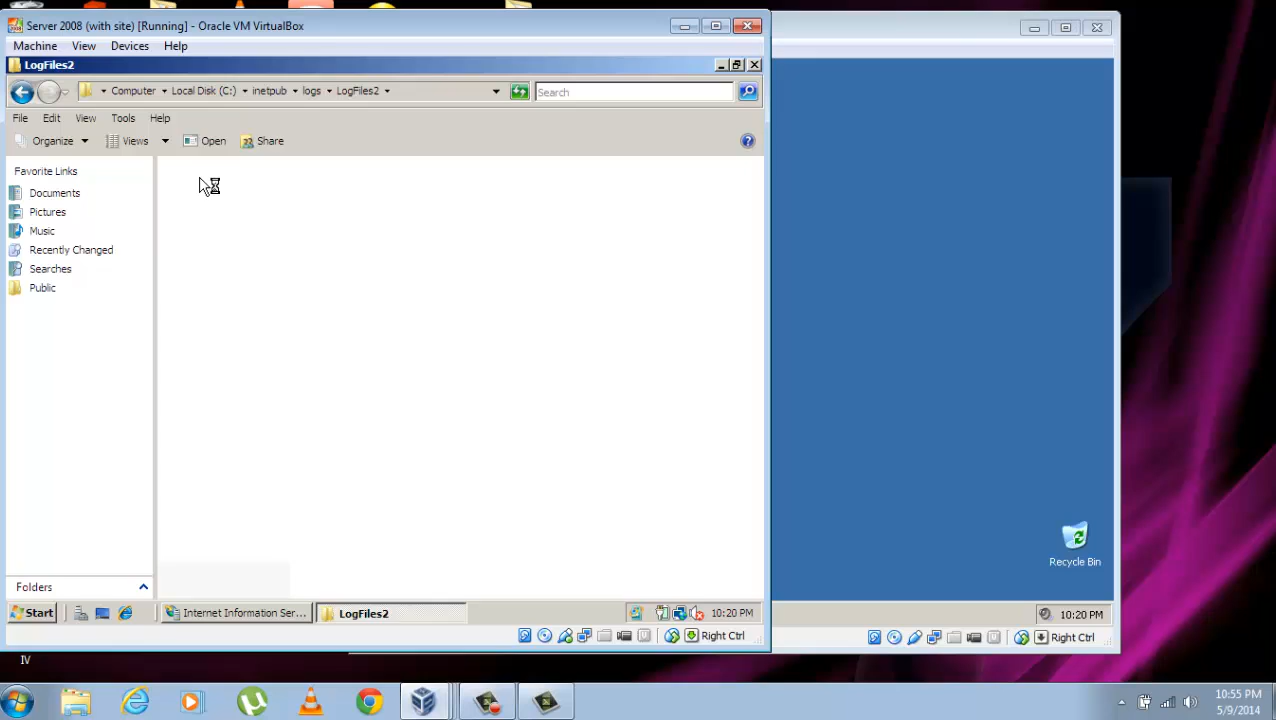 Server 2008 (with site) [Running] - Oracle VM VirtualBox
Machine View Devices Help
LogFiles2
Computer Local Disk (C:) inetpub logs LogFiles2
Search
File Edit View Tools Help
Organize Views Open Share
Favorite Links
Documents
Pictures
Music
Recently Changed
Searches
Public
Folders
Start Internet Information Ser... LogFiles2 10:20 PM
Right Ctrl
Recycle Bin
10:20 PM
Right Ctrl
IV
10:55 PM
5/9/2014